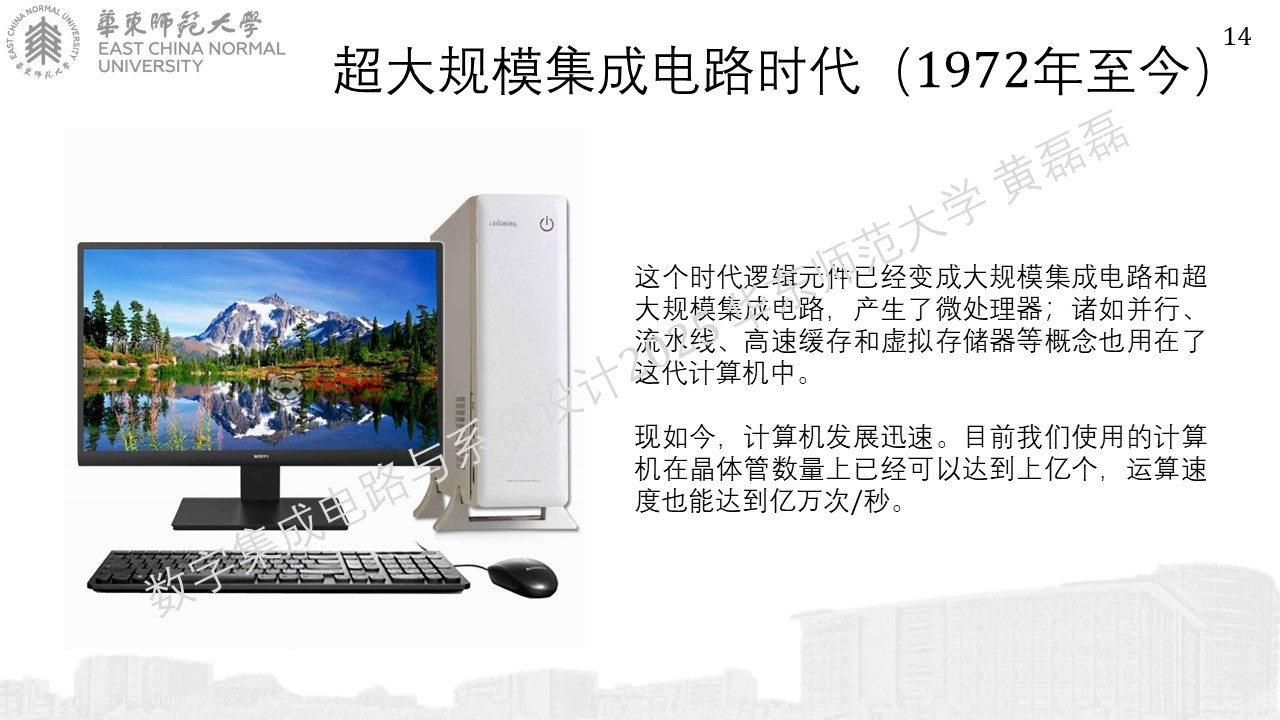 華東師範大學
EAST CHINA NORMAL
UNIVERSITY
14
超大规模集成电路时代（1972年至今）
这个时代逻辑元件已经变成大规模集成电路和超
大规模集成电路，产生了微处理器；诸如并行、
流水线、高速缓存和虚拟存储器等概念也用在了
这代计算机中。
现如今，计算机发展迅速。目前我们使用的计算
机在晶体管数量上已经可以达到上亿个，运算速
度也能达到亿万次/秒。
数字集成电路与系统设计2025 华东师范大学 黄磊磊